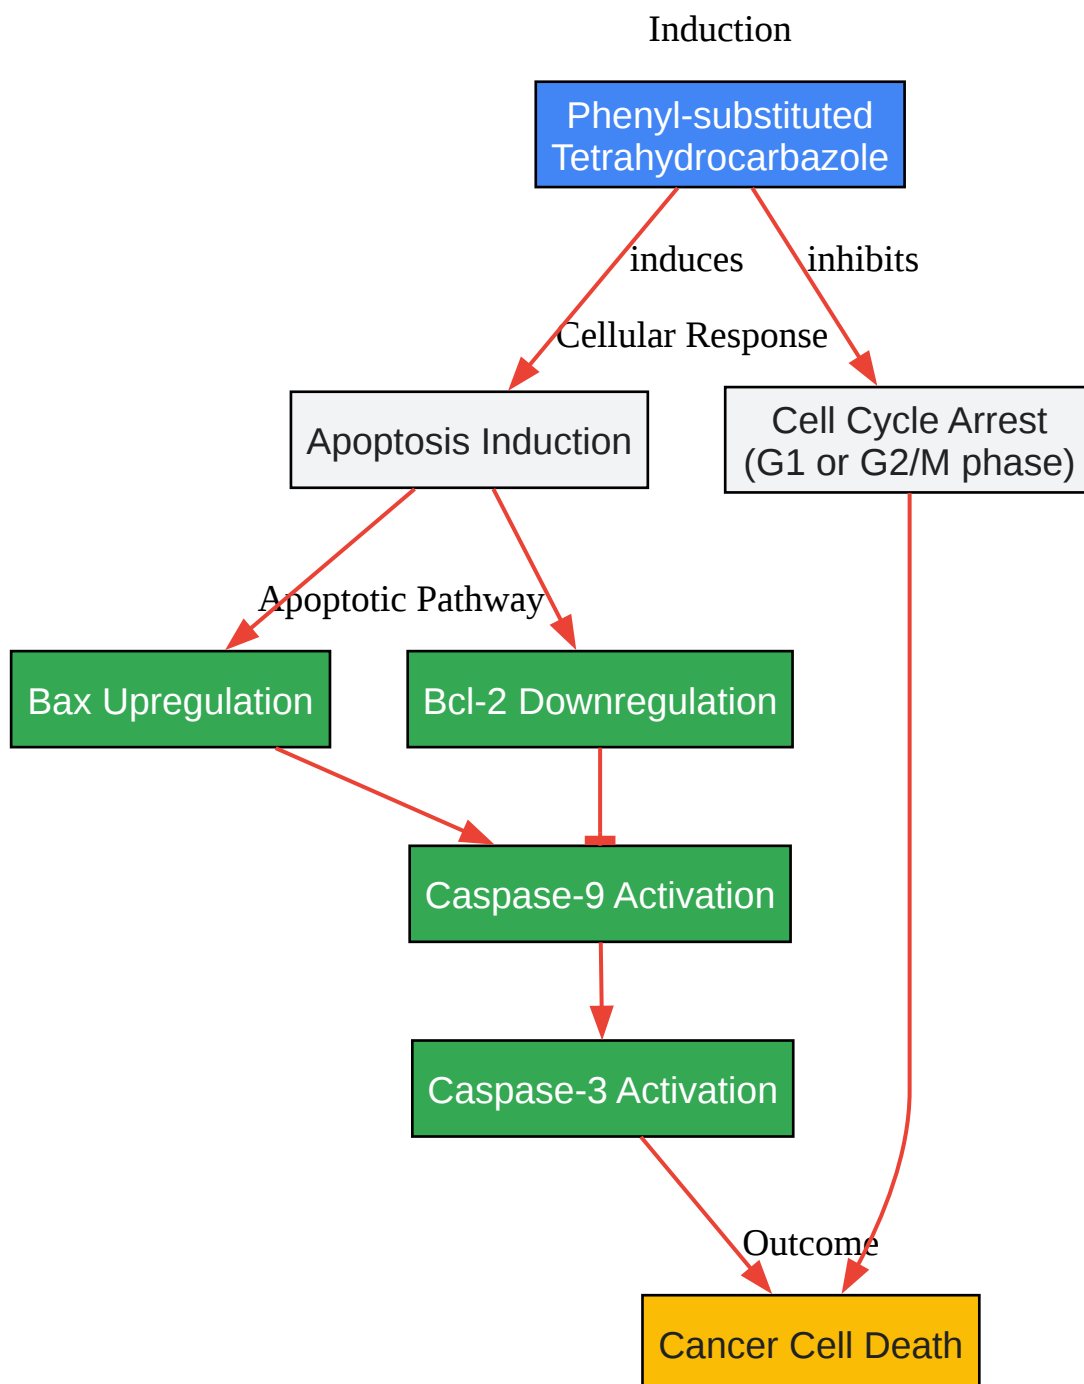 Induction
Phenyl-substituted
Tetrahydrocarbazole
induces
inhibits
Cellular Response
Apoptosis Induction
Cell Cycle Arrest
(G1 or G2/M phase)
Apoptotic Pathway
Bax Upregulation
Bcl-2 Downregulation
Caspase-9 Activation
Caspase-3 Activation
Outcome
Cancer Cell Death